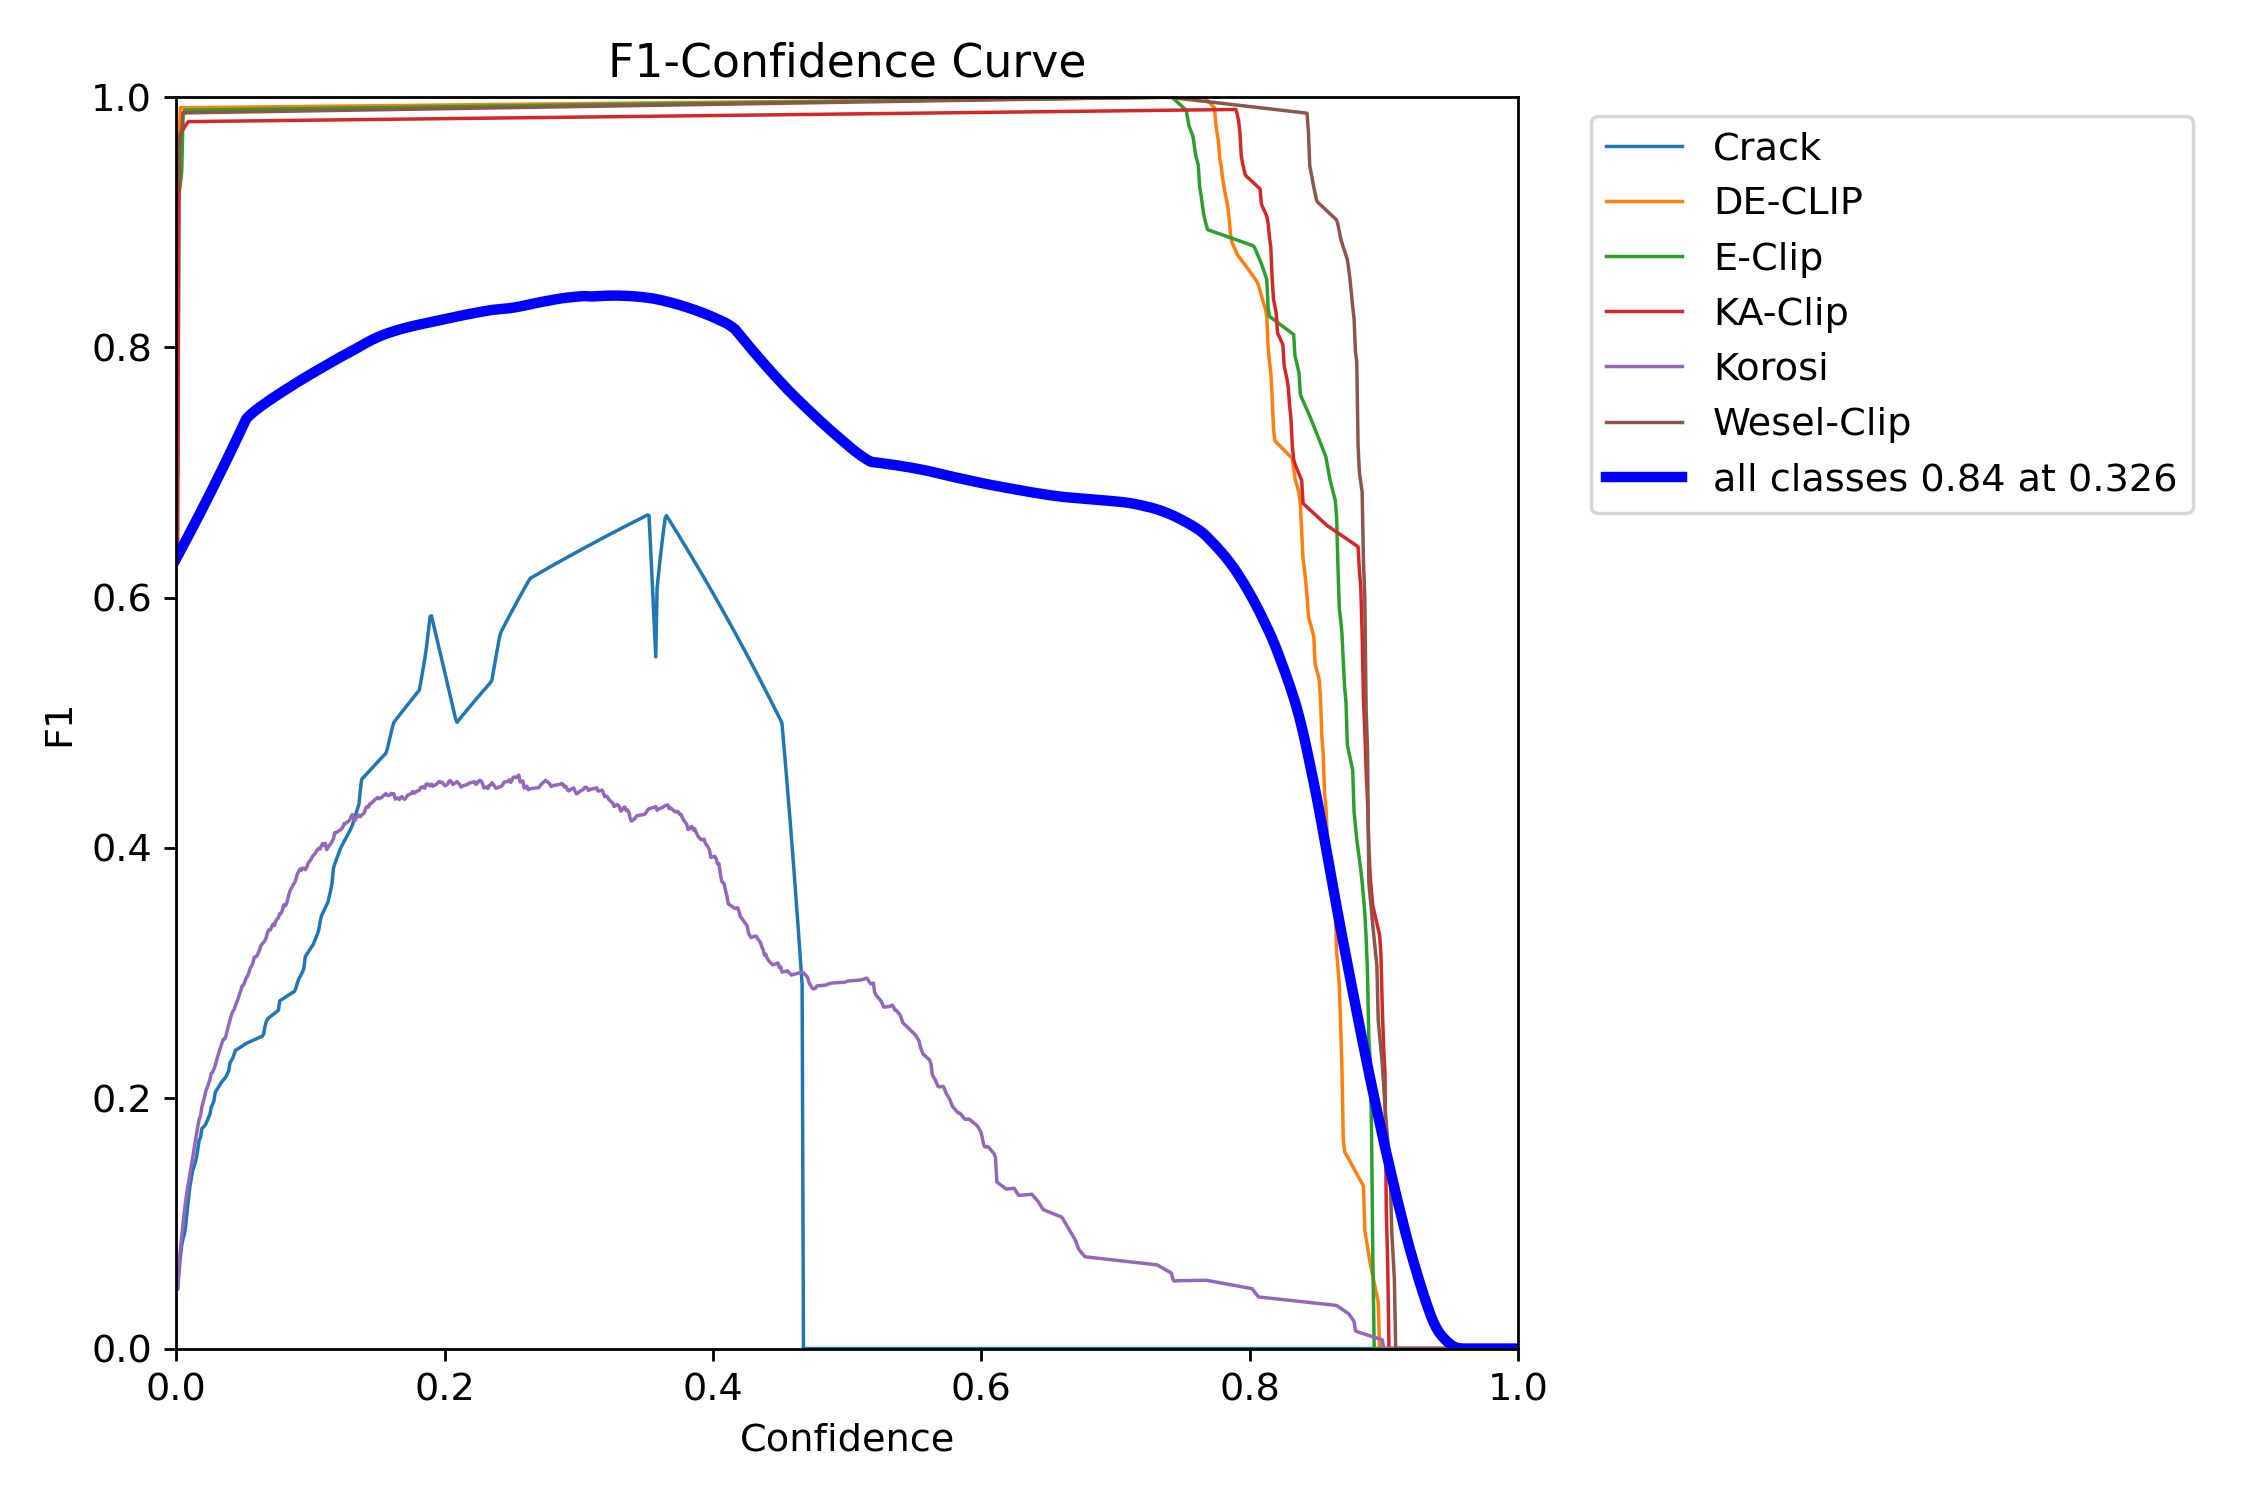 F1-Confidence Curve
1.0
0.8
0.6
0.4
0.2
0.0
F1
0.0 0.2 0.4 0.6 0.8 1.0
Confidence
Crack
DE-CLIP
E-Clip
KA-Clip
Korosi
Wesel-Clip
all classes 0.84 at 0.326